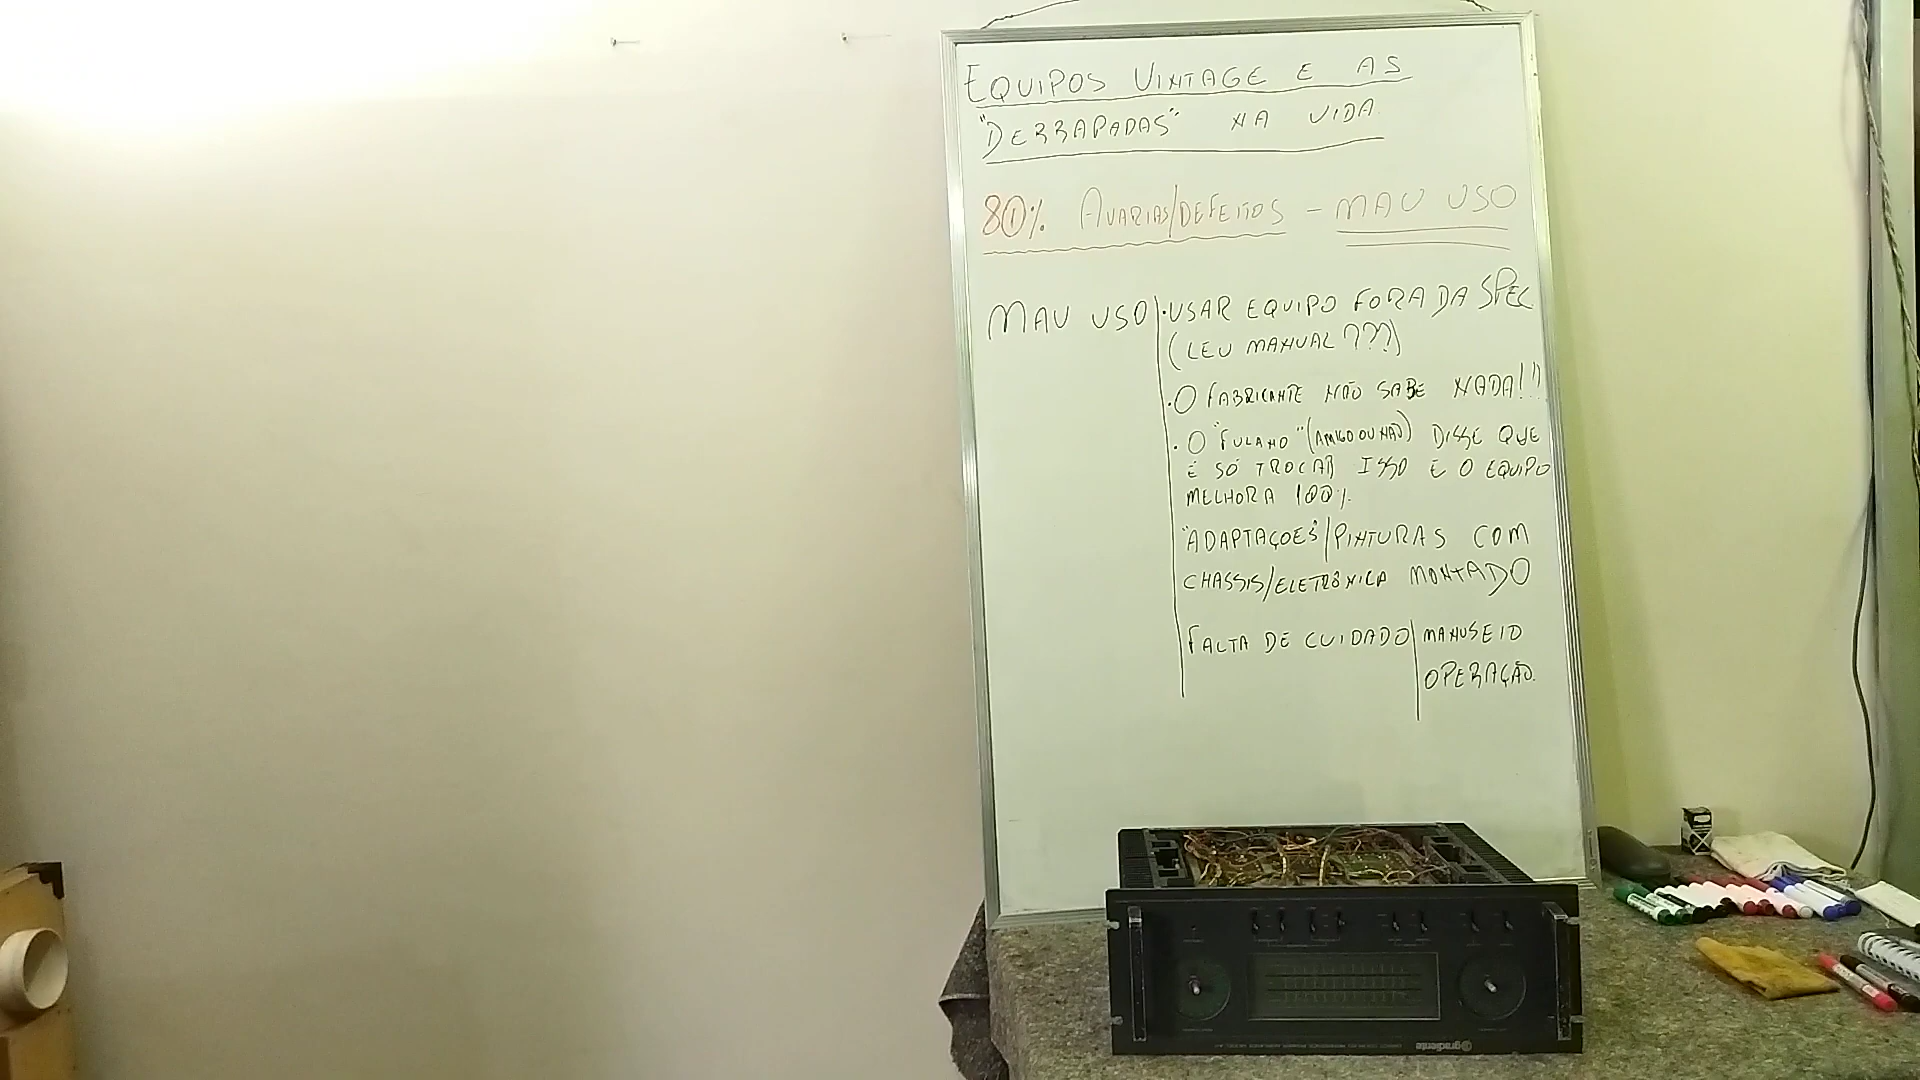 EQUIPOS VINTAGE E AS
"DERRAPADAS" NA VIDA
80% AVARIAS/DEFEITOS - MAU USO
MAU USO
. USAR EQUIPO FORA DA SPEC
(LEU MANUAL???)
. O FABRICANTE NÃO SABE NADA!!!
. O "FULANO" (AMIGO OU NÃO) DISSE QUE
É SÓ TROCAR ISSO E O EQUIPO
MELHORA 100%.
"ADAPTAÇOES"/PINTURAS COM
CHASSIS/ELETRÔNICA MONTADO
FALTA DE CUIDADO
MANUSEIO
OPERAÇÃO.
gradiente